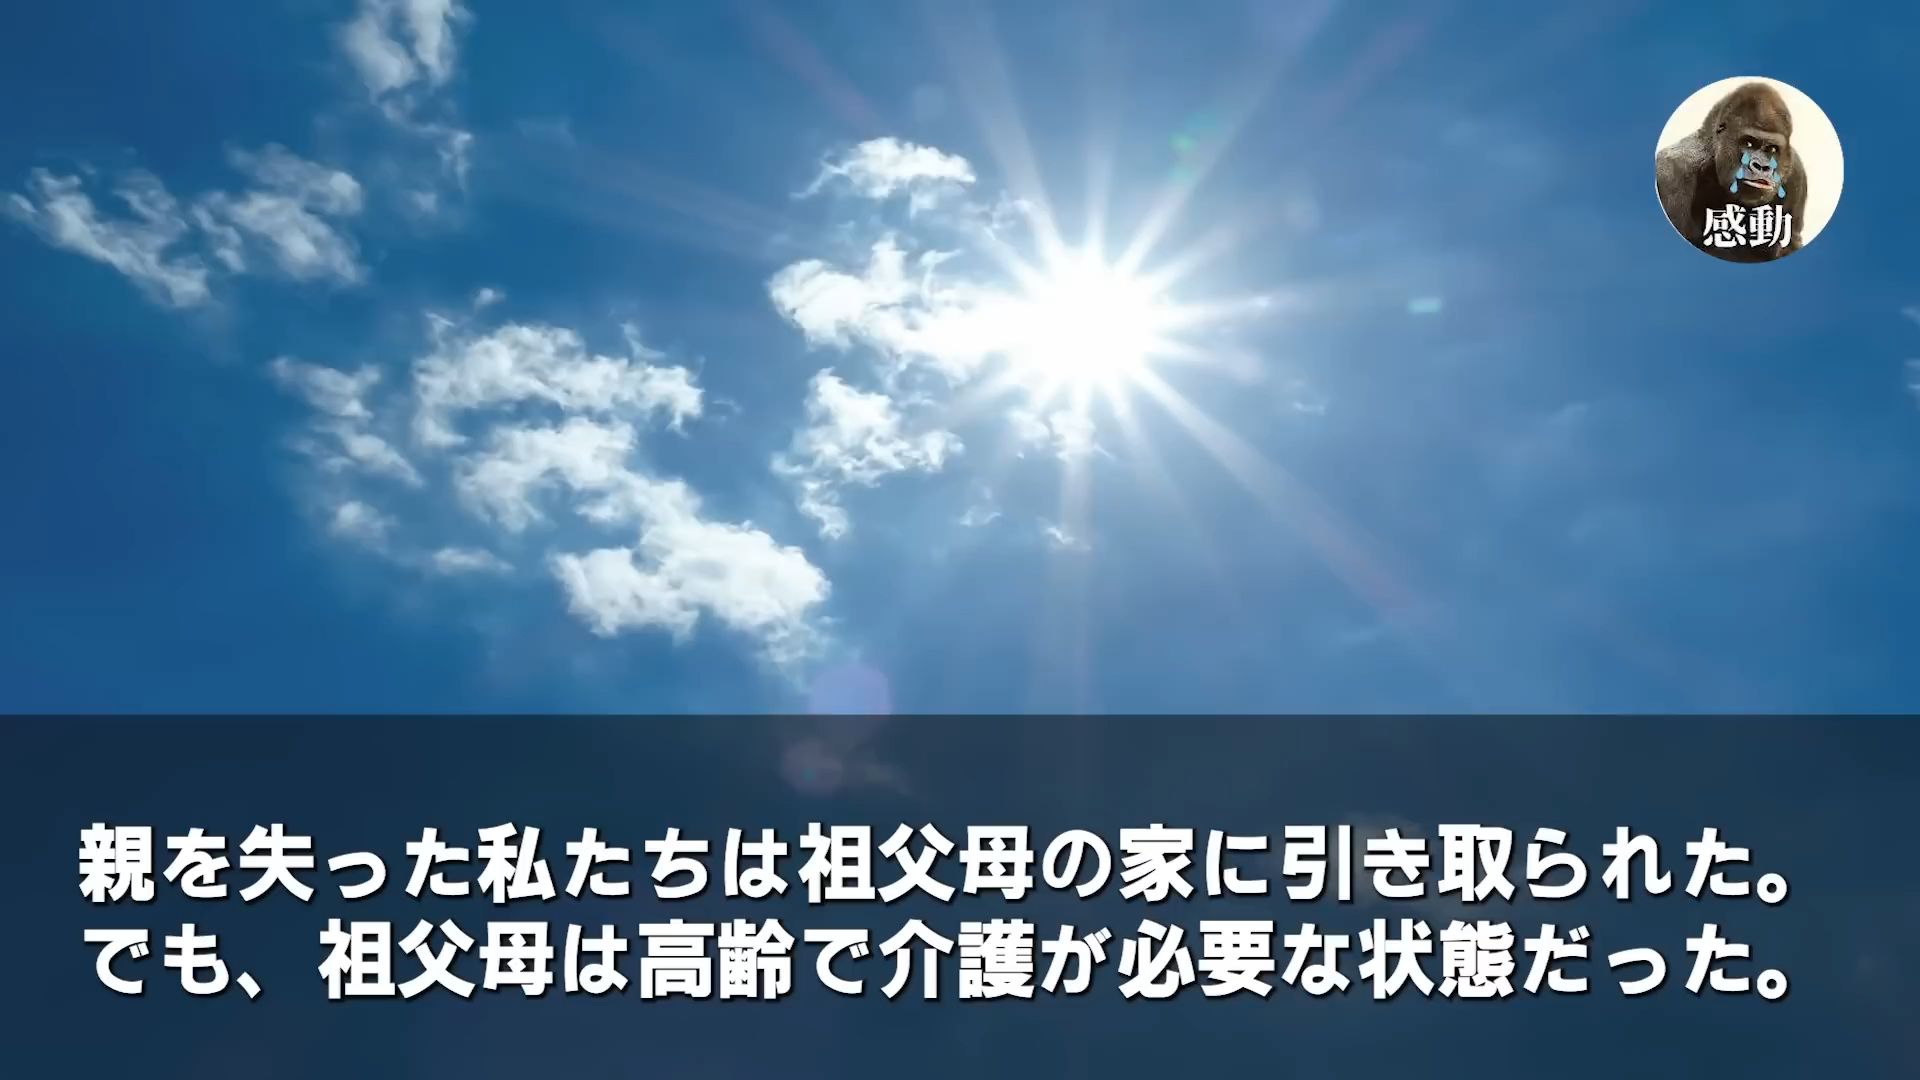 感動
親を失った私たちは祖父母の家に引き取られた。
でも、祖父母は高齢で介護が必要な状態だった。